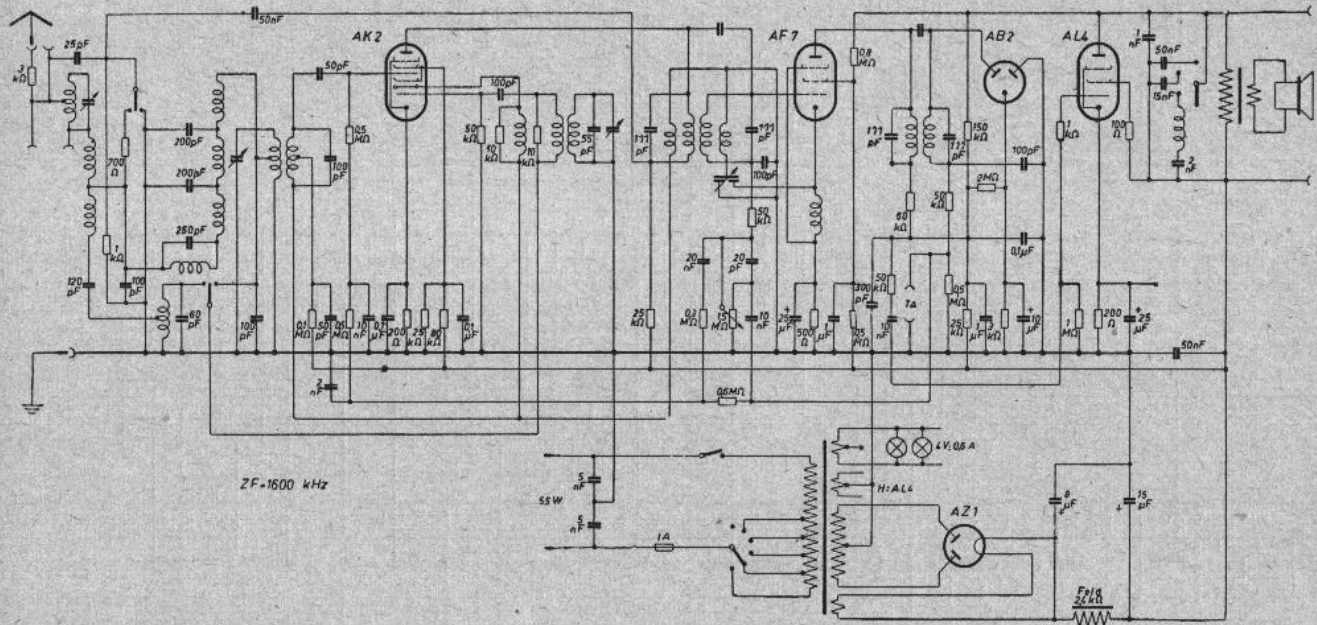 50nF
AK2
AF7
AB2
AL4
25pF
3 kΩ
50pF
100pF
0,8 MΩ
1 nF
50nF
15nF
200pF
200pF
700 Ω
250pF
1 kΩ
120 pF
100 pF
60 pF
100 pF
100 pF
0,5 MΩ
50 kΩ
10 kΩ
10 kΩ
55 pF
111 pF
111 pF
100pF
50 kΩ
20 nF
20 pF
111 pF
111 pF
60 kΩ
50 kΩ
150 kΩ
2MΩ
100pF
0,1µF
1 kΩ
100 Ω
2 nF
0,1 MΩ
50 pF
0,5 MΩ
10 nF
0,1 µF
200 Ω
25 kΩ
0,1 µF
25 kΩ
0,3 MΩ
1,5 MΩ
10 nF
+ 25 µF
500 Ω
1 µF
0,5 MΩ
300 pF
50 kΩ
10 nF
TA
0,5 MΩ
25 kΩ
1 µF
3 kΩ
+ 10 µF
1 MΩ
200 Ω
+ 25 µF
50nF
2 nF
0,6MΩ
ZF=1600 kHz
55W
5 nF
5 nF
1A
4V; 0,6 A
H: AL4
AZ1
8 µF
+
15 µF
+
Feld